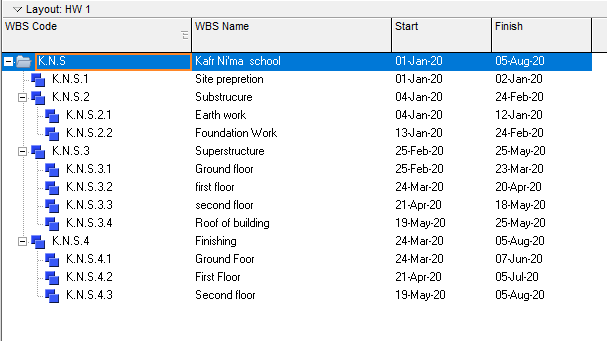 Layout: HW 1
WBS Code WBS Name Start Finish
K.N.S Kafr Ni'ma school 01-Jan-20 05-Aug-20
K.N.S.1 Site prepretion 01-Jan-20 02-Jan-20
K.N.S.2 Substrucure 04-Jan-20 24-Feb-20
K.N.S.2.1 Earth work 04-Jan-20 12-Jan-20
K.N.S.2.2 Foundation Work 13-Jan-20 24-Feb-20
K.N.S.3 Superstructure 25-Feb-20 25-May-20
K.N.S.3.1 Ground floor 25-Feb-20 23-Mar-20
K.N.S.3.2 first floor 24-Mar-20 20-Apr-20
K.N.S.3.3 second floor 21-Apr-20 18-May-20
K.N.S.3.4 Roof of building 19-May-20 25-May-20
K.N.S.4 Finishing 24-Mar-20 05-Aug-20
K.N.S.4.1 Ground Foor 24-Mar-20 07-Jun-20
K.N.S.4.2 First Floor 21-Apr-20 05-Jul-20
K.N.S.4.3 Second floor 19-May-20 05-Aug-20